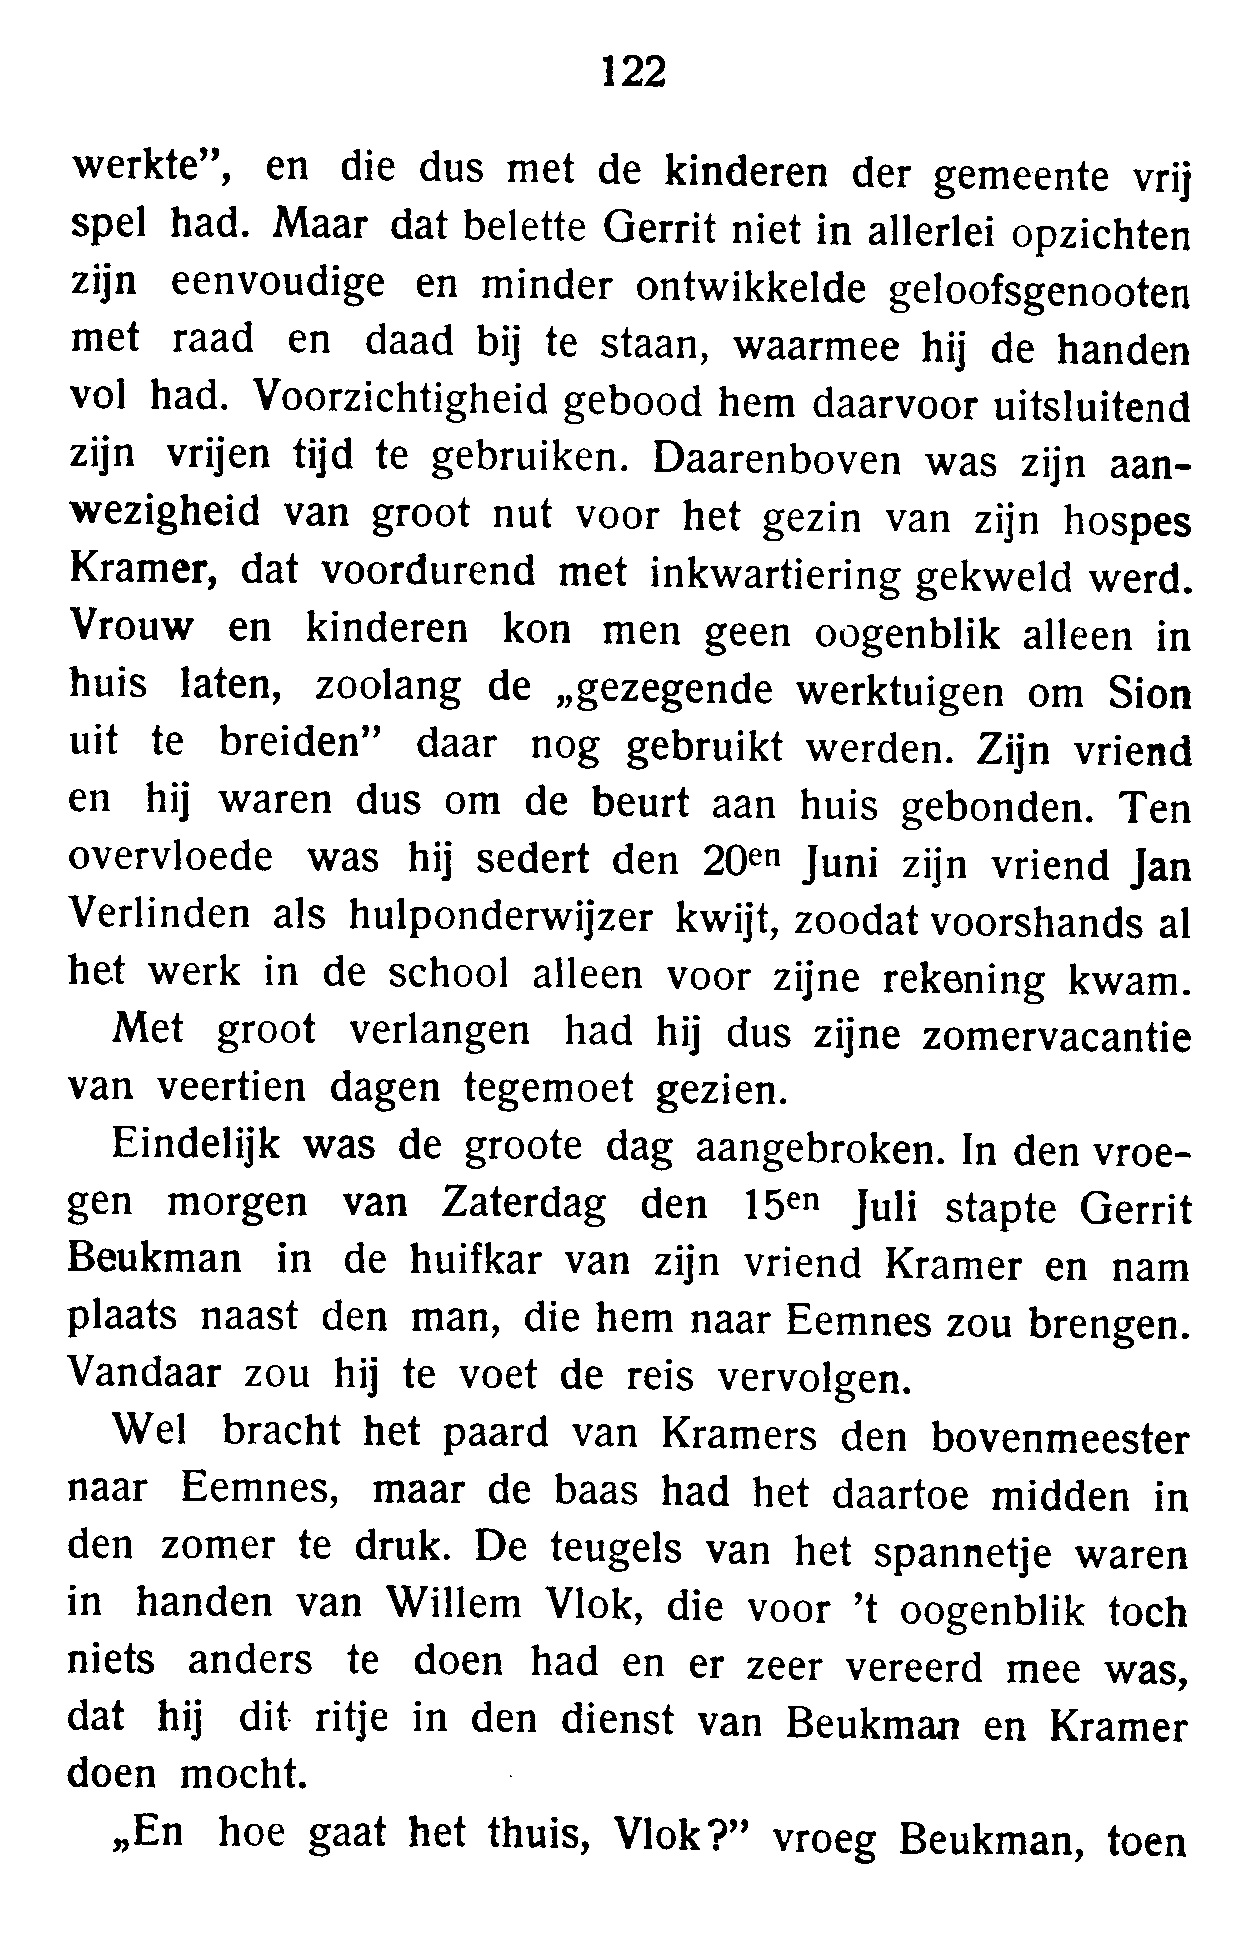 122
werkte”, en die dus met de kinderen der gemeente vrij
spel had. Maar dat belette Gerrit niet in allerlei opzichten
zijn eenvoudige en minder ontwikkelde geloofsgenooten
met raad en daad bij te staan, waarmee hij de handen
vol had. Voorzichtigheid gebood hem daarvoor uitsluitend
zijn vrijen tijd te gebruiken. Daarenboven was zijn aan-
wezigheid van groot nut voor het gezin van zijn hospes
Kramer, dat voordurend met inkwartiering gekweld werd.
Vrouw en kinderen kon men geen oogenblik alleen in
huis laten, zoolang de „gezegende werktuigen om Sion
uit te breiden” daar nog gebruikt werden. Zijn vriend
en hij waren dus om de beurt aan huis gebonden. Ten
overvloede was hij sedert den 20en Juni zijn vriend Jan
Verlinden als hulponderwijzer kwijt, zoodat voorshands al
het werk in de school alleen voor zijne rekening kwam.
Met groot verlangen had hij dus zijne zomervacantie
van veertien dagen tegemoet gezien.
Eindelijk was de groote dag aangebroken. In den vroe-
gen morgen van Zaterdag den 15en Juli stapte Gerrit
Beukman in de huifkar van zijn vriend Kramer en nam
plaats naast den man, die hem naar Eemnes zou brengen.
Vandaar zou hij te voet de reis vervolgen.
Wel bracht het paard van Kramers den bovenmeester
naar Eemnes, maar de baas had het daartoe midden in
den zomer te druk. De teugels van het spannetje waren
in handen van Willem Vlok, die voor ’t oogenblik toch
niets anders te doen had en er zeer vereerd mee was,
dat hij dit ritje in den dienst van Beukman en Kramer
doen mocht.
„En hoe gaat het thuis, Vlok?” vroeg Beukman, toen